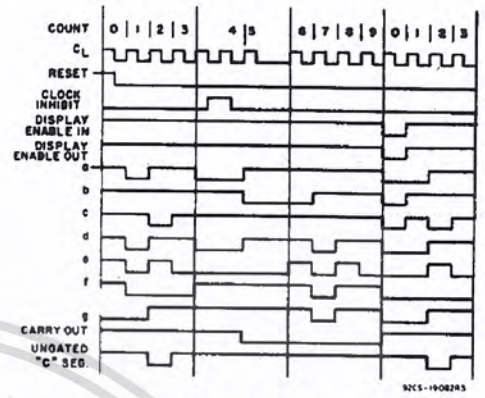 COUNT 0 1 2 3 4 5 6 7 8 9 0 1 2 3
CL
RESET
CLOCK
INHIBIT
DISPLAY
ENABLE IN
DISPLAY
ENABLE OUT
a
b
c
d
e
f
g
CARRY OUT
UNGATED
"C" SEG.
92CS-19082R3